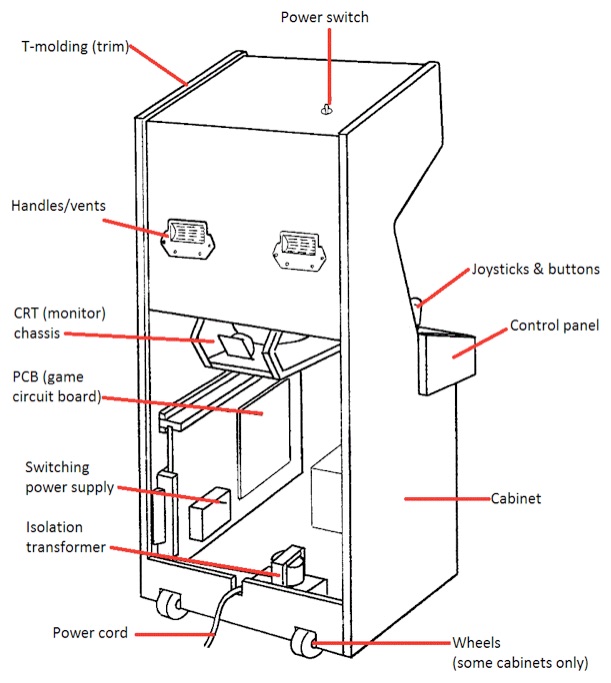 Power switch
T-molding (trim)
Handles/vents
Joysticks & buttons
CRT (monitor)
chassis
Control panel
PCB (game
circuit board)
Switching
power supply
Cabinet
Isolation
transformer
Power cord
Wheels
(some cabinets only)